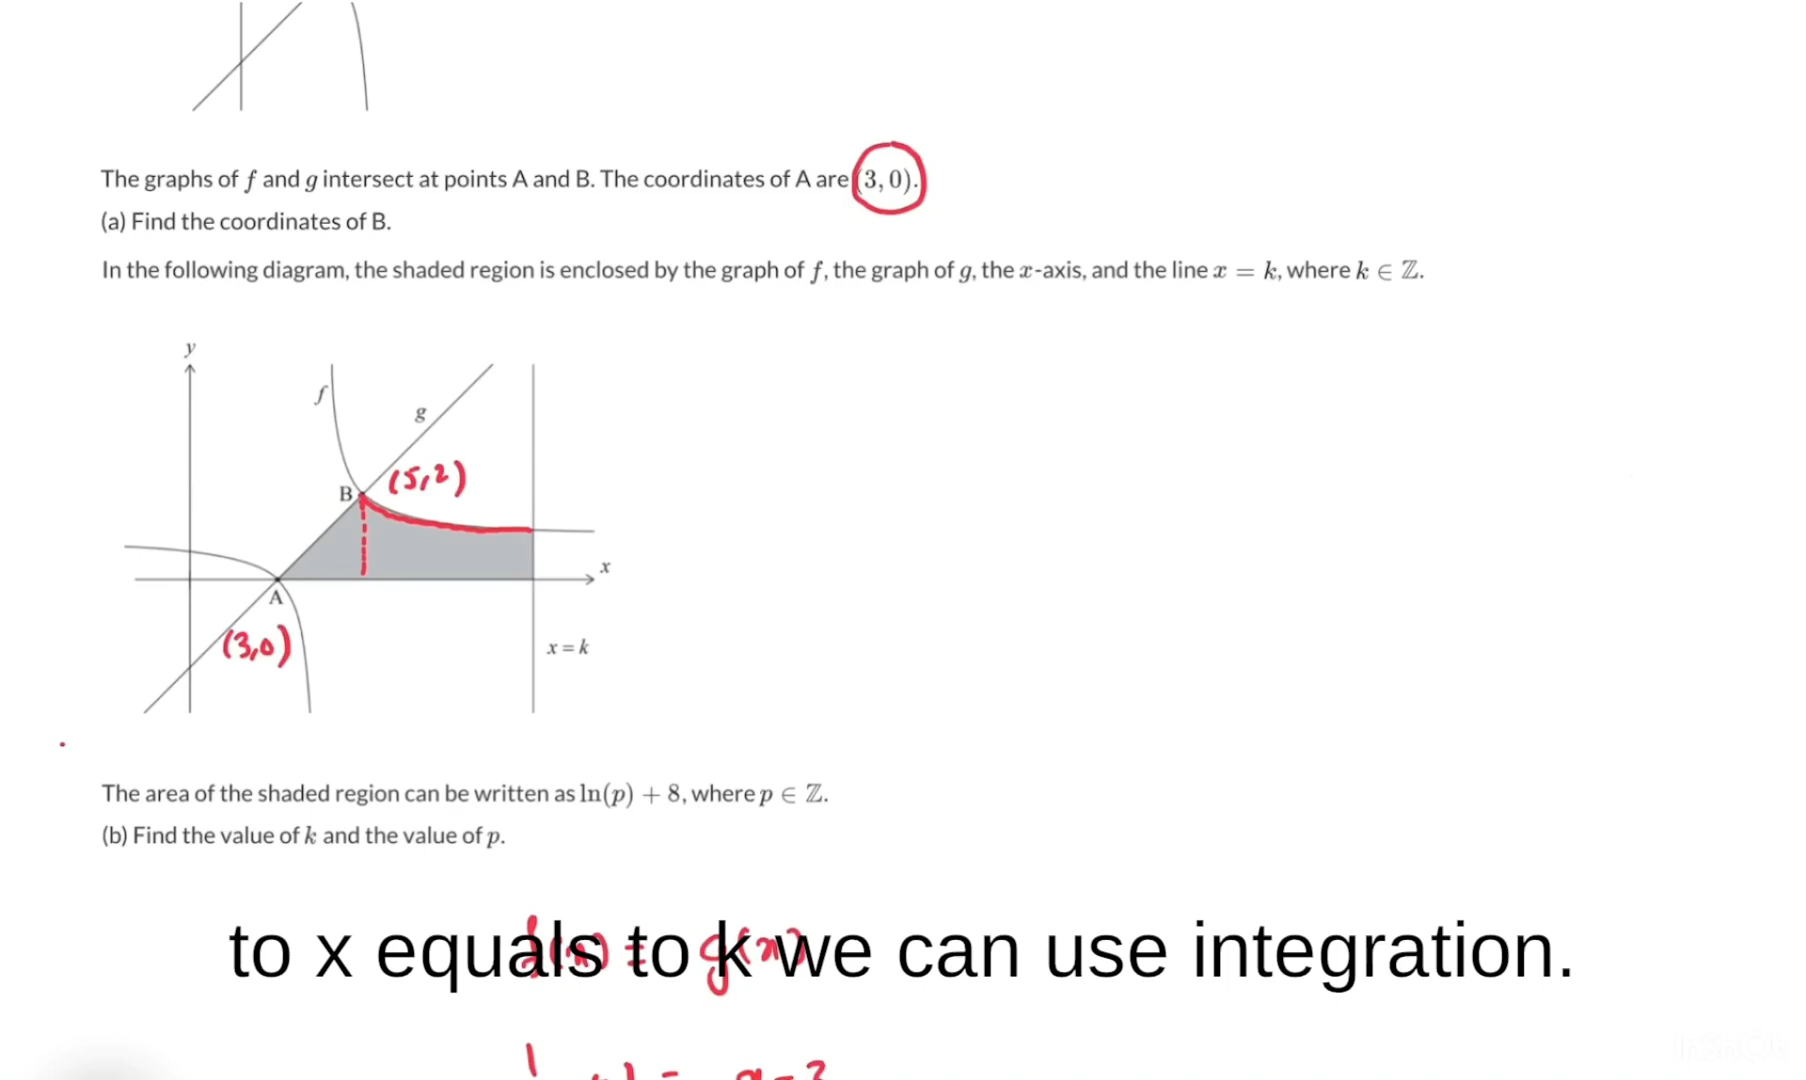 The graphs of f and g intersect at points A and B. The coordinates of A are (3, 0).
(a) Find the coordinates of B.
In the following diagram, the shaded region is enclosed by the graph of f, the graph of g, the x-axis, and the line x = k, where k ∈ ℤ.
y
f
g
B
(5,2)
x
A
(3,0)
x = k
The area of the shaded region can be written as ln(p) + 8, where p ∈ ℤ.
(b) Find the value of k and the value of p.
f(x) = g(x)
to x equals to k we can use integration.